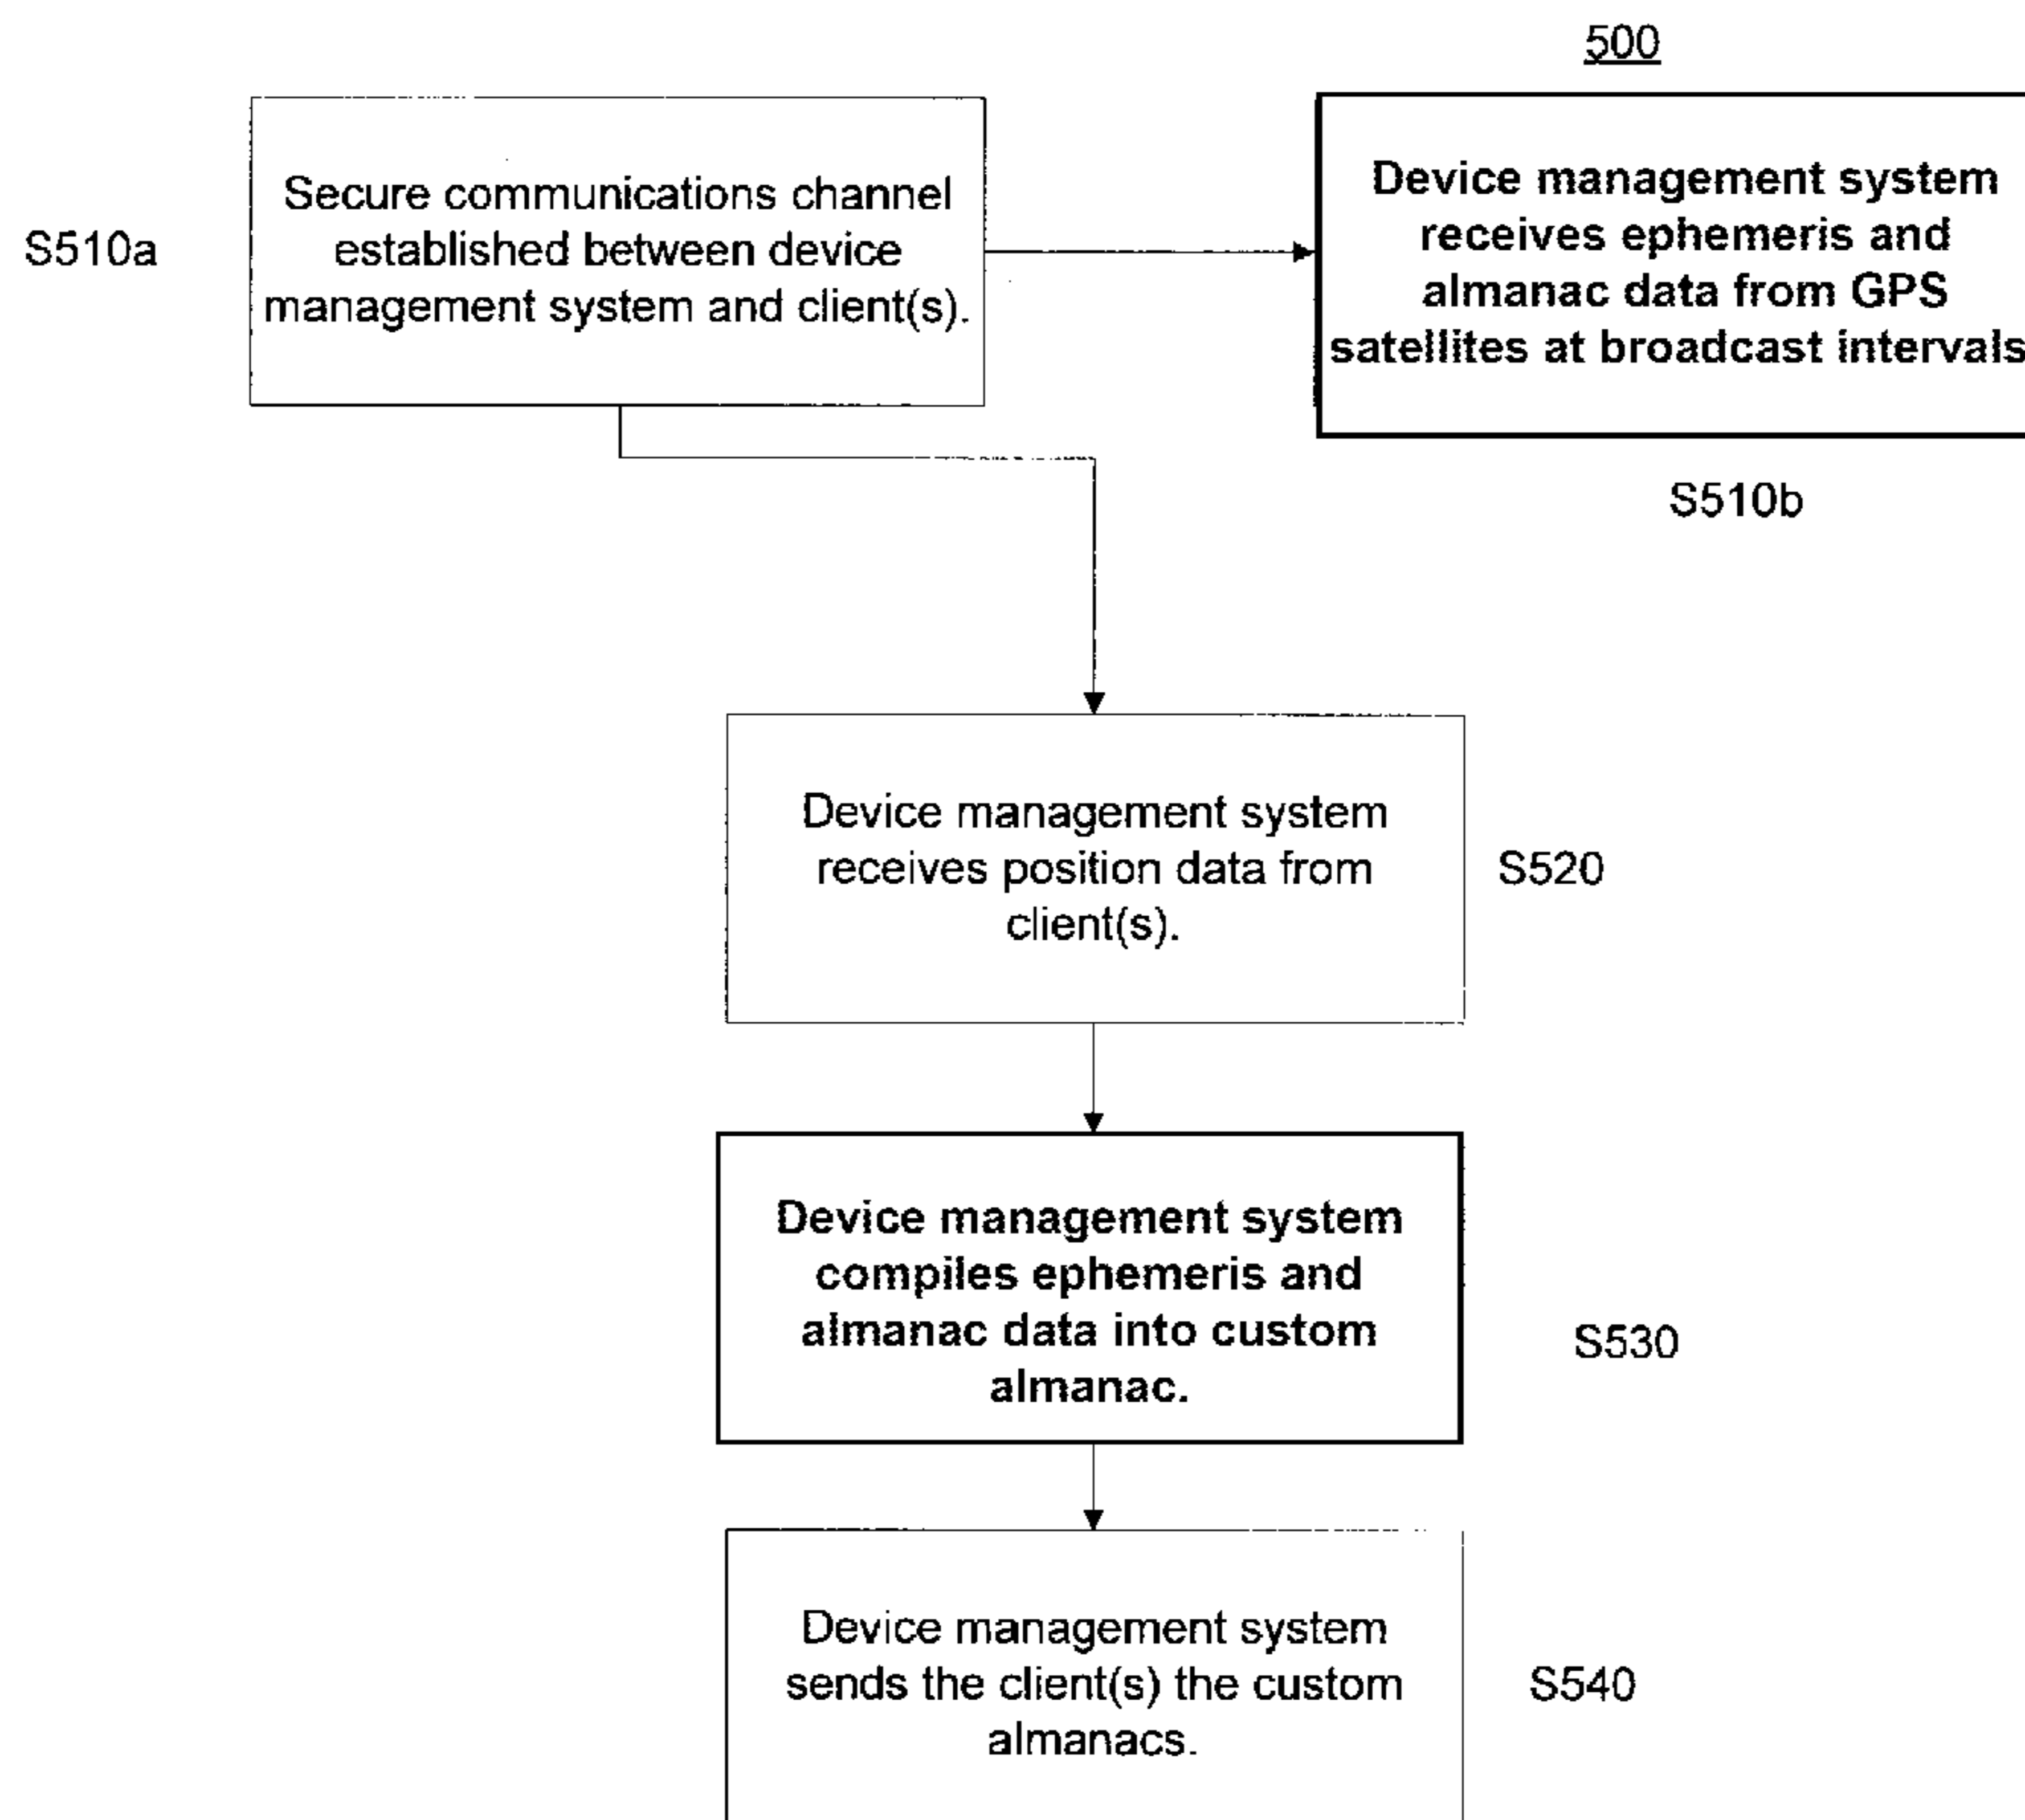 500
S510a
Secure communications channel
established between device
management system and client(s).
Device management system
receives ephemeris and
almanac data from GPS
satellites at broadcast intervals
S510b
Device management system
receives position data from
client(s).
S520
Device management system
compiles ephemeris and
almanac data into custom
almanac.
S530
Device management system
sends the client(s) the custom
almanacs.
S540